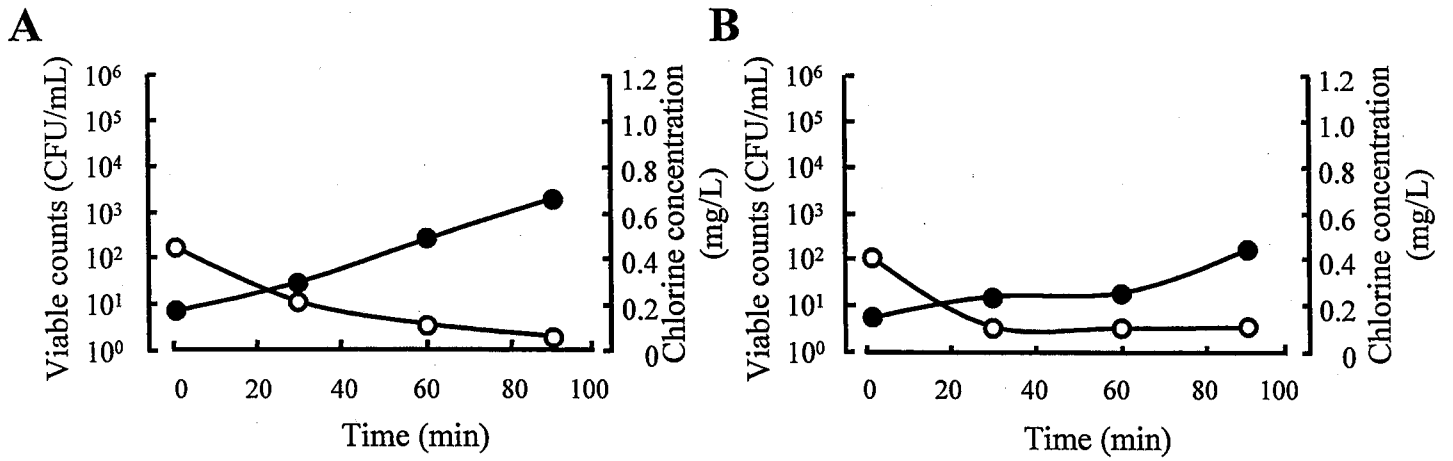 A
Viable counts (CFU/mL)
10⁶
10⁵
10⁴
10³
10²
10¹
10⁰
1.2
1.0
0.8
0.6
0.4
0.2
0
Chlorine concentration
(mg/L)
0 20 40 60 80 100
Time (min)
B
Viable counts (CFU/mL)
10⁶
10⁵
10⁴
10³
10²
10¹
10⁰
1.2
1.0
0.8
0.6
0.4
0.2
0
Chlorine concentration
(mg/L)
0 20 40 60 80 100
Time (min)